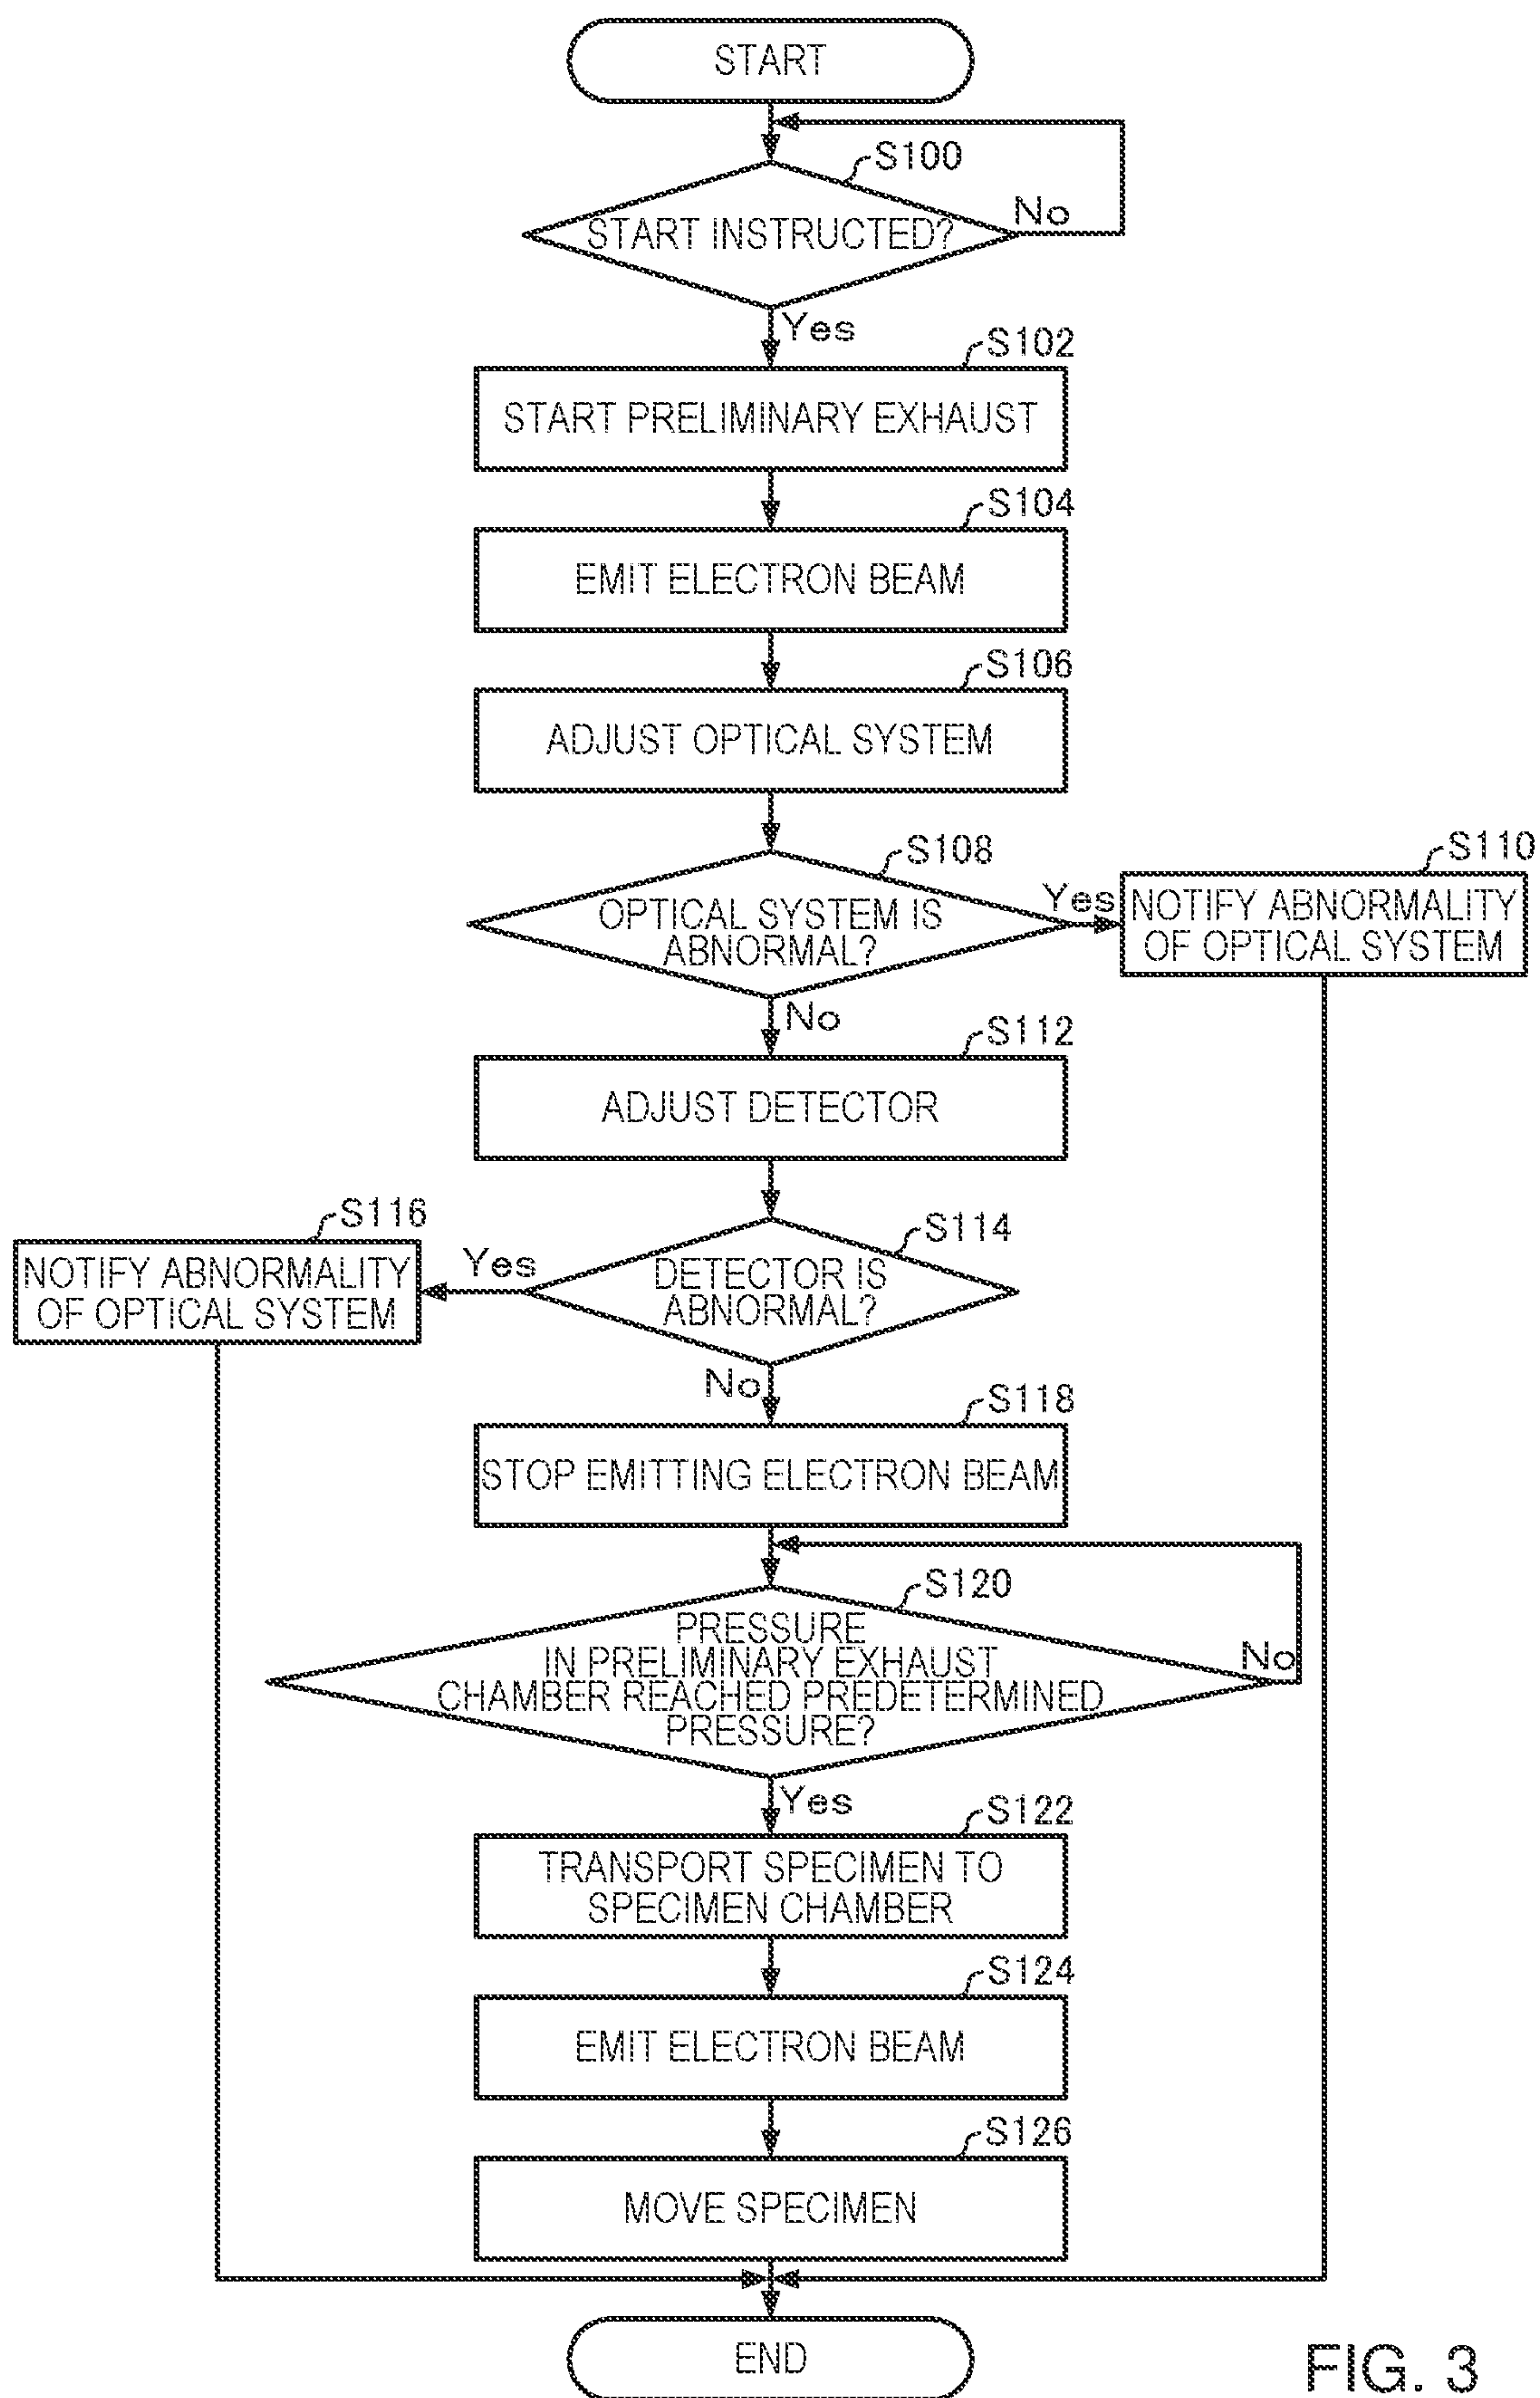 START
S100
START INSTRUCTED?
No
Yes
S102
START PRELIMINARY EXHAUST
S104
EMIT ELECTRON BEAM
S106
ADJUST OPTICAL SYSTEM
S108
OPTICAL SYSTEM IS
ABNORMAL?
Yes
S110
NOTIFY ABNORMALITY
OF OPTICAL SYSTEM
No
S112
ADJUST DETECTOR
S114
DETECTOR IS
ABNORMAL?
Yes
S116
NOTIFY ABNORMALITY
OF OPTICAL SYSTEM
No
S118
STOP EMITTING ELECTRON BEAM
S120
PRESSURE
IN PRELIMINARY EXHAUST
CHAMBER REACHED PREDETERMINED
PRESSURE?
No
Yes
S122
TRANSPORT SPECIMEN TO
SPECIMEN CHAMBER
S124
EMIT ELECTRON BEAM
S126
MOVE SPECIMEN
END
FIG. 3